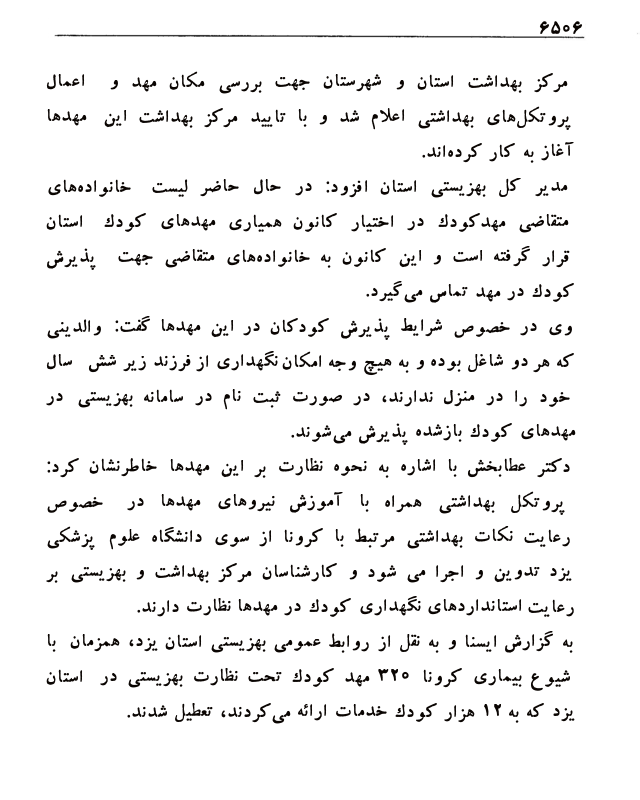 ۶۵۰۶
مرکز بهداشت استان و شهرستان جهت بررسی مکان مهد و اعمال
پروتکل‌های بهداشتی اعلام شد و با تایید مرکز بهداشت این مهدها
آغاز به کار کرده‌اند.
مدیر کل بهزیستی استان افزود: در حال حاضر لیست خانواده‌های
متقاضی مهدکودك در اختیار کانون همیاری مهدهای کودك استان
قرار گرفته است و این کانون به خانواده‌های متقاضی جهت پذیرش
کودك در مهد تماس می‌گیرد.
وی در خصوص شرایط پذیرش کودکان در این مهدها گفت: والدینی
که هر دو شاغل بوده و به هیچ وجه امکان نگهداری از فرزند زیر شش سال
خود را در منزل ندارند، در صورت ثبت نام در سامانه بهزیستی در
مهدهای کودك بازشده پذیرش می‌شوند.
دکتر عطابخش با اشاره به نحوه نظارت بر این مهدها خاطرنشان کرد:
پروتکل بهداشتی همراه با آموزش نیروهای مهدها در خصوص
رعایت نکات بهداشتی مرتبط با کرونا از سوی دانشگاه علوم پزشکی
یزد تدوین و اجرا می شود و کارشناسان مرکز بهداشت و بهزیستی بر
رعایت استانداردهای نگهداری کودك در مهدها نظارت دارند.
به گزارش ایسنا و به نقل از روابط عمومی بهزیستی استان یزد، همزمان با
شیوع بیماری کرونا ۳۲۰ مهد کودك تحت نظارت بهزیستی در استان
یزد که به ۱۲ هزار کودك خدمات ارائه می‌کردند، تعطیل شدند.